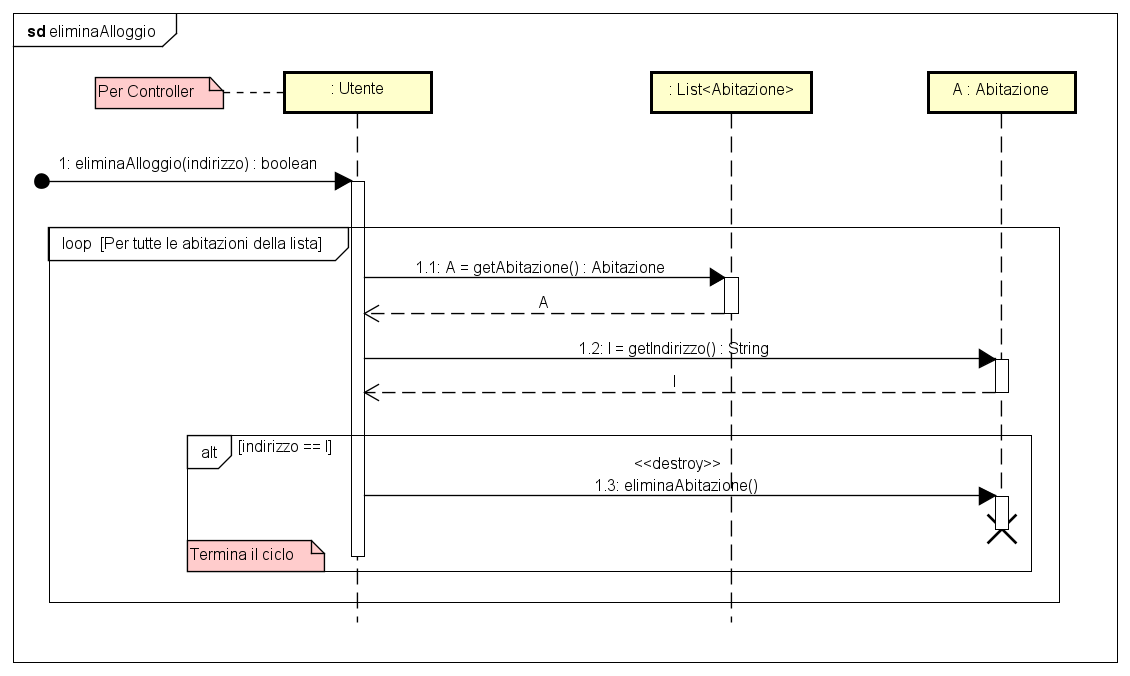 sd eliminaAlloggio
Per Controller
: Utente
: List<Abitazione>
A : Abitazione
1: eliminaAlloggio(indirizzo) : boolean
loop [Per tutte le abitazioni della lista]
1.1: A = getAbitazione() : Abitazione
A
1.2: I = getIndirizzo() : String
I
alt [indirizzo == I]
<<destroy>>
1.3: eliminaAbitazione()
Termina il ciclo